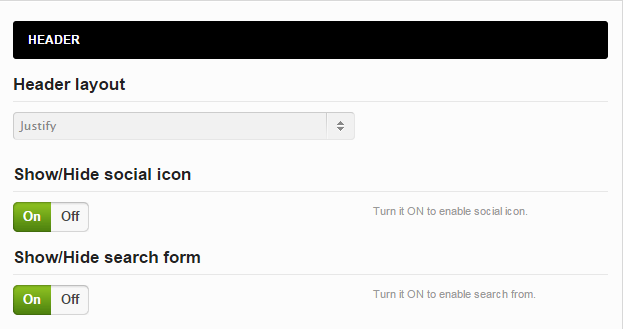 HEADER
Header layout
Justify
Show/Hide social icon
On Off
Turn it ON to enable social icon.
Show/Hide search form
On Off
Turn it ON to enable search from.